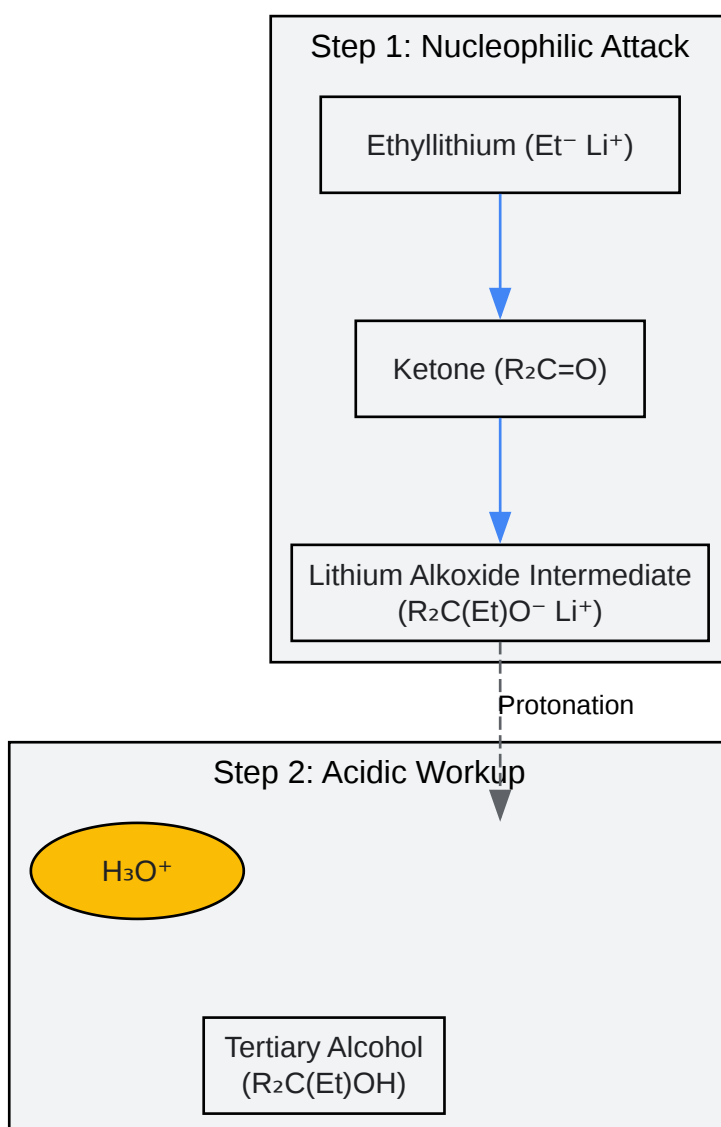 Step 1: Nucleophilic Attack
Ethyllithium (Et⁻ Li⁺)
Ketone (R₂C=O)
Lithium Alkoxide Intermediate
(R₂C(Et)O⁻ Li⁺)
Protonation
Step 2: Acidic Workup
H₃O⁺
Tertiary Alcohol
(R₂C(Et)OH)